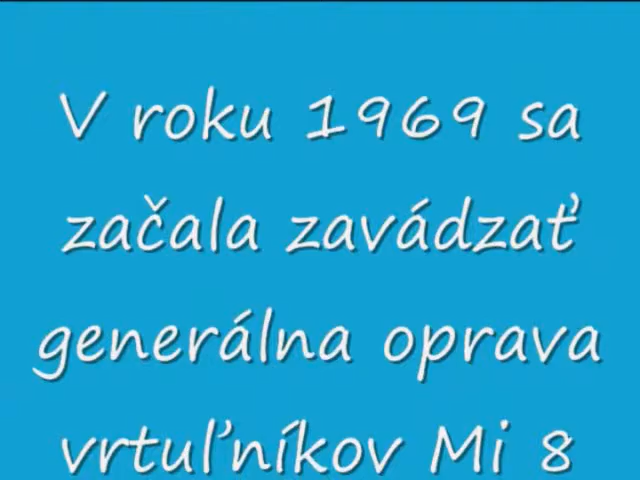 V roku 1969 sa
začala zavádzať
generálna oprava
vrtuľníkov Mi 8